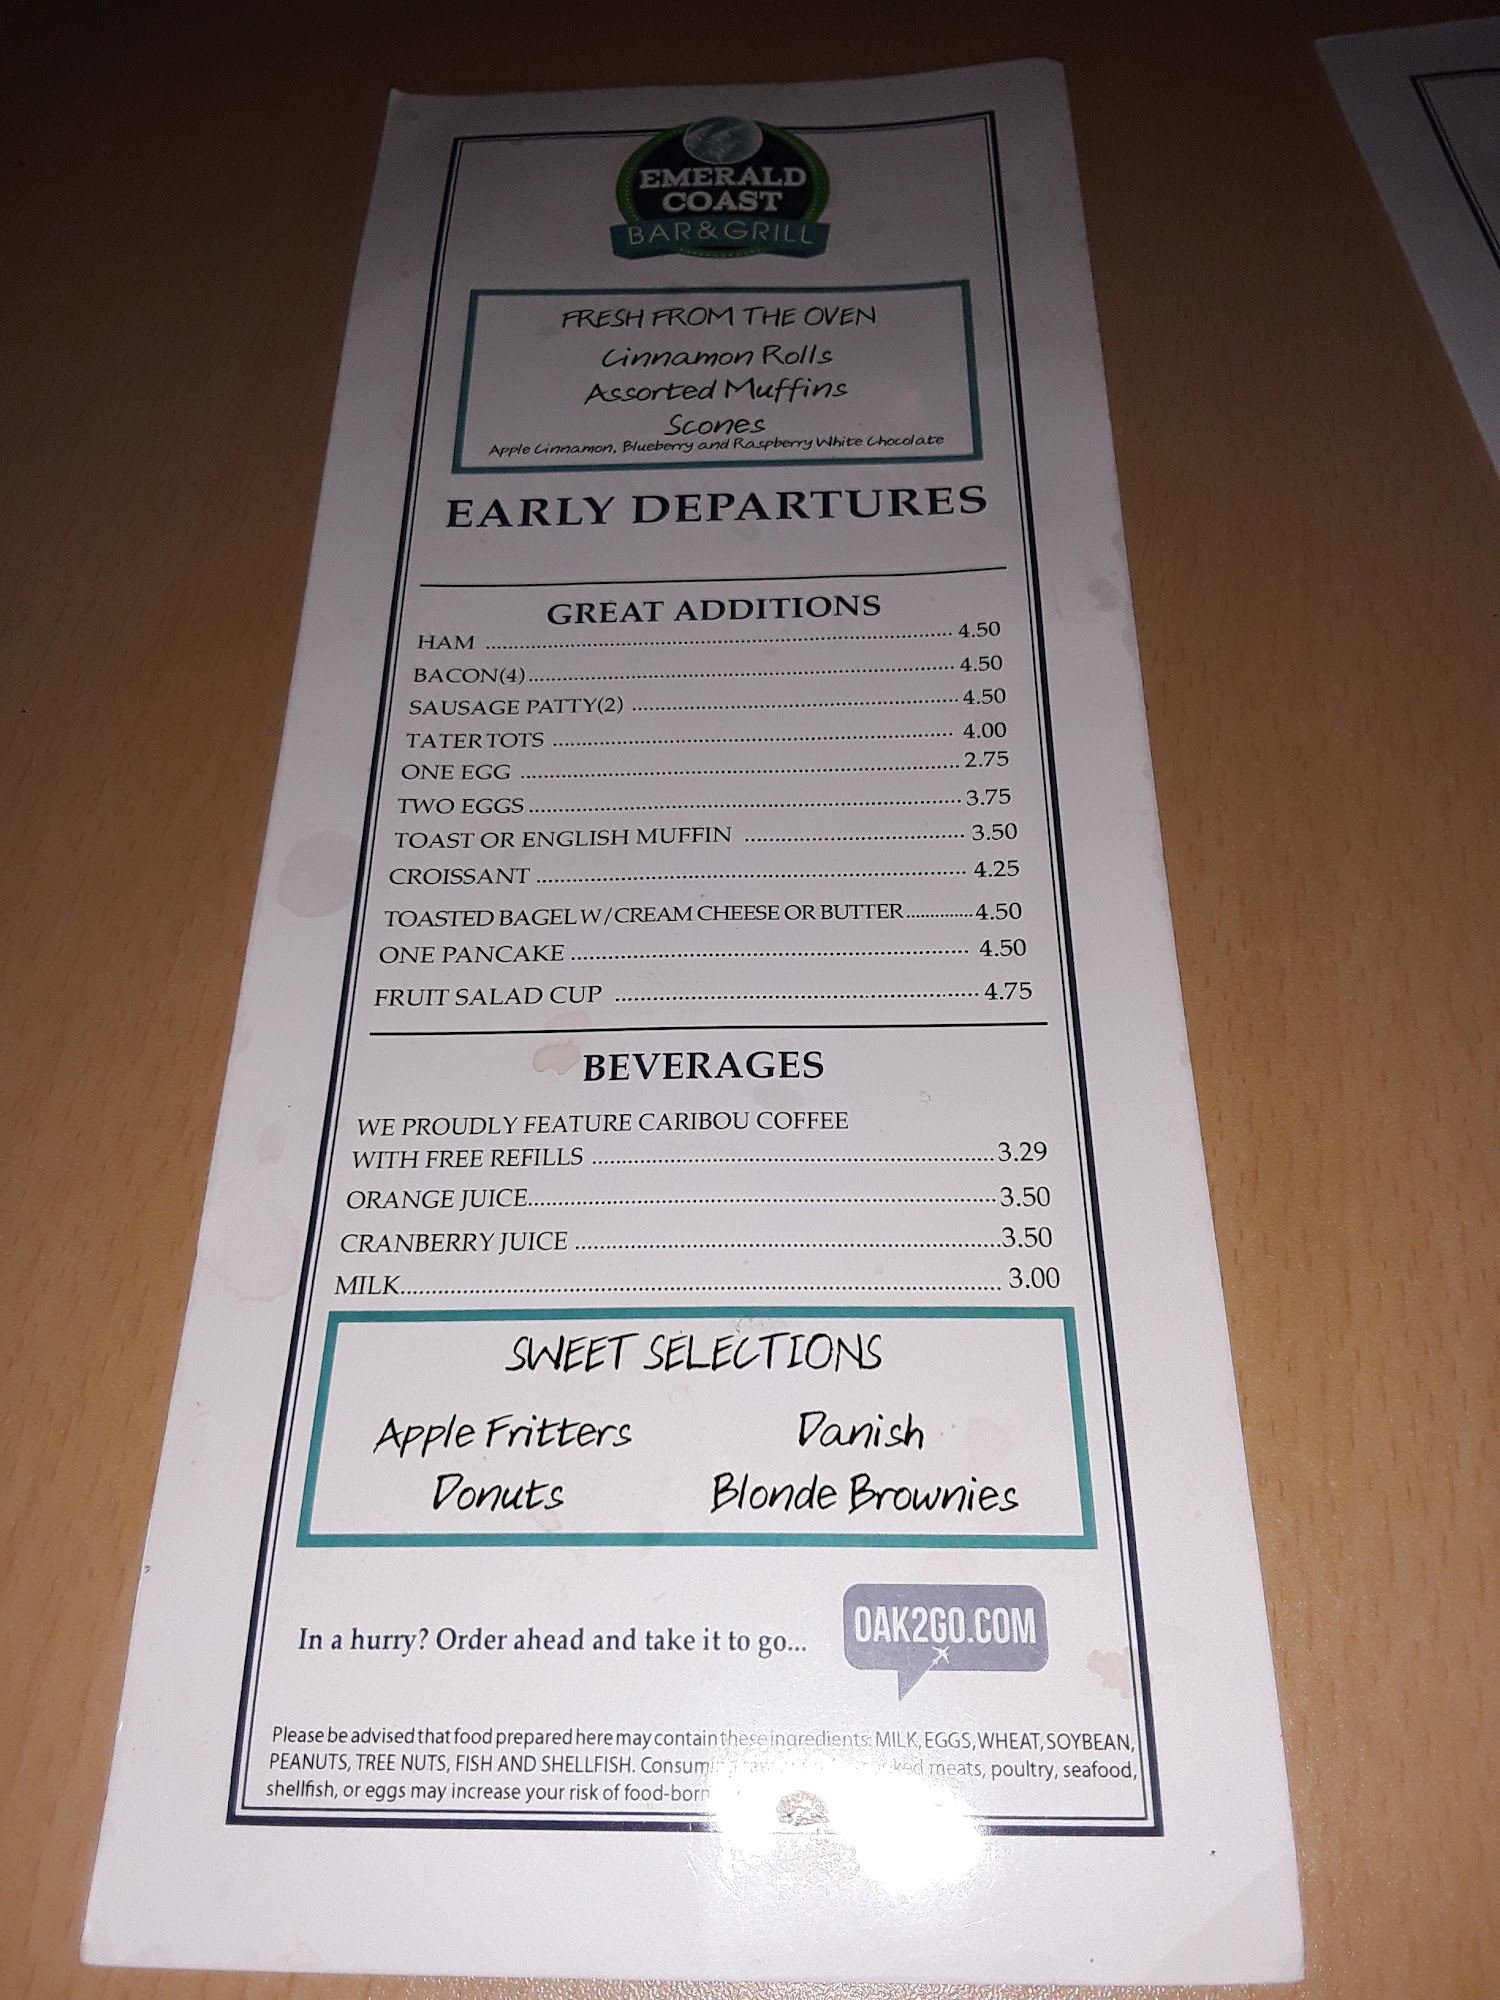 EMERALD
COAST
BAR & GRILL
FRESH FROM THE OVEN
Cinnamon Rolls
Assorted Muffins
Scones
Apple Cinnamon, Blueberry and Raspberry White Chocolate
EARLY DEPARTURES
GREAT ADDITIONS
HAM 4.50
BACON(4) 4.50
SAUSAGE PATTY(2) 4.50
TATER TOTS 4.00
ONE EGG 2.75
TWO EGGS 3.75
TOAST OR ENGLISH MUFFIN 3.50
CROISSANT 4.25
TOASTED BAGEL W/CREAM CHEESE OR BUTTER 4.50
ONE PANCAKE 4.50
FRUIT SALAD CUP 4.75
BEVERAGES
WE PROUDLY FEATURE CARIBOU COFFEE
WITH FREE REFILLS 3.29
ORANGE JUICE 3.50
CRANBERRY JUICE 3.50
MILK 3.00
SWEET SELECTIONS
Apple Fritters Danish
Donuts Blonde Brownies
In a hurry? Order ahead and take it to go... OAK2GO.COM
Please be advised that food prepared here may contain these ingredients: MILK, EGGS, WHEAT, SOYBEAN,
PEANUTS, TREE NUTS, FISH AND SHELLFISH. meats, poultry, seafood,
shellfish, or eggs may increase your risk of